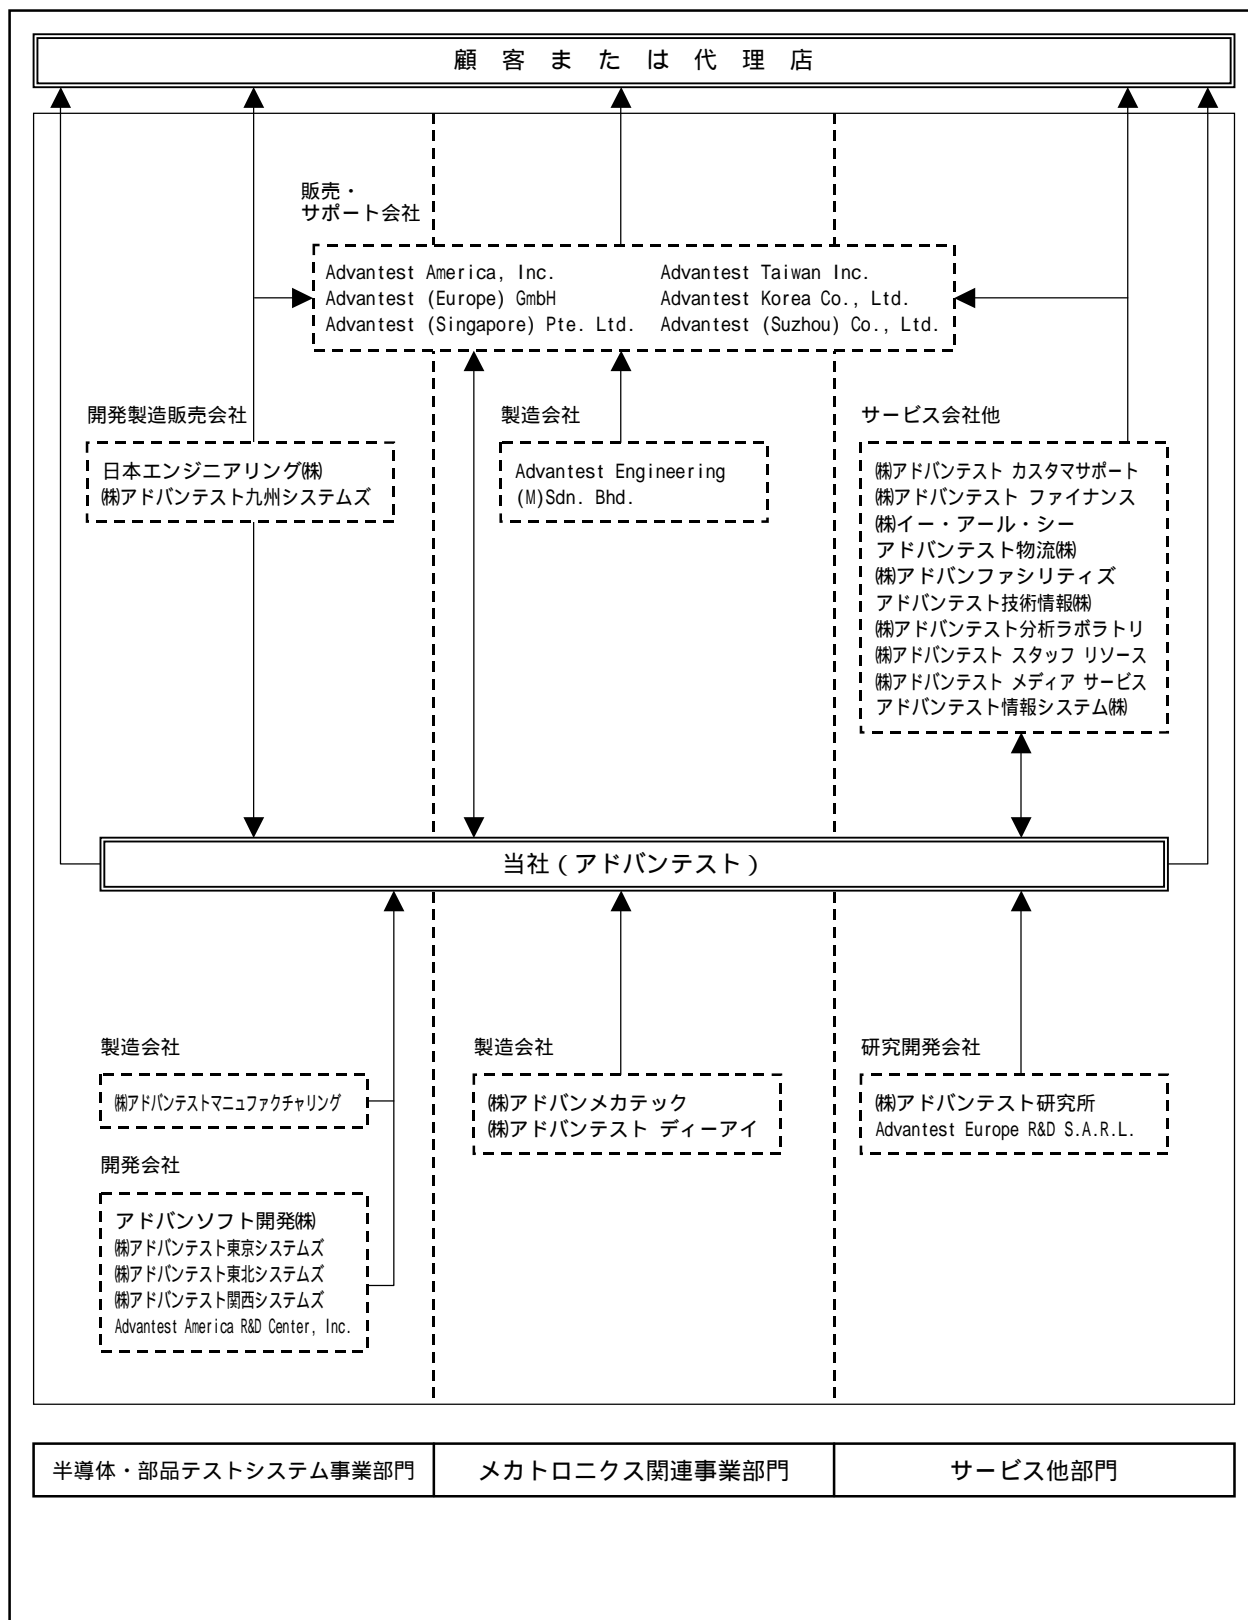 顧客または代理店
販売・
サポート会社
Advantest America, Inc.
Advantest (Europe) GmbH
Advantest (Singapore) Pte. Ltd.
Advantest Taiwan Inc.
Advantest Korea Co., Ltd.
Advantest (Suzhou) Co., Ltd.
開発製造販売会社
日本エンジニアリング㈱
㈱アドバンテスト九州システムズ
製造会社
Advantest Engineering
(M)Sdn. Bhd.
サービス会社他
㈱アドバンテスト カスタマサポート
㈱アドバンテスト ファイナンス
㈱イー・アール・シー
アドバンテスト物流㈱
㈱アドバンファシリティズ
アドバンテスト技術情報㈱
㈱アドバンテスト分析ラボラトリ
㈱アドバンテスト スタッフ リソース
㈱アドバンテスト メディア サービス
アドバンテスト情報システム㈱
当社(アドバンテスト)
製造会社
㈱アドバンテストマニュファクチャリング
開発会社
アドバンソフト開発㈱
㈱アドバンテスト東京システムズ
㈱アドバンテスト東北システムズ
㈱アドバンテスト関西システムズ
Advantest America R&D Center, Inc.
製造会社
㈱アドバンメカテック
㈱アドバンテスト ディーアイ
研究開発会社
㈱アドバンテスト研究所
Advantest Europe R&D S.A.R.L.
半導体・部品テストシステム事業部門
メカトロニクス関連事業部門
サービス他部門